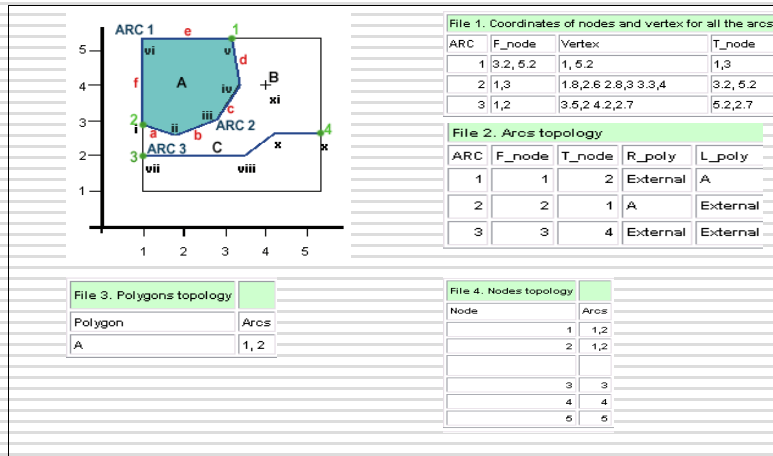 ARC 1 e 1
5 vi v d
4 f A iv B
xi
3 2 iii c
i a ii b ARC 2 4
ARC 3 C x x
2 3
vii viii
1
1 2 3 4 5
File 1. Coordinates of nodes and vertex for all the arcs
ARC F_node Vertex T_node
1 3.2, 5.2 1, 5.2 1,3
2 1,3 1.8,2.6 2.8,3 3.3,4 3.2, 5.2
3 1,2 3.5,2 4.2,2.7 5.2,2.7
File 2. Arcs topology
ARC F_node T_node R_poly L_poly
1 1 2 External A
2 2 1 A External
3 3 4 External External
File 3. Polygons topology
Polygon Arcs
A 1, 2
File 4. Nodes topology
Node Arcs
1 1,2
2 1,2
3 3
4 4
5 5